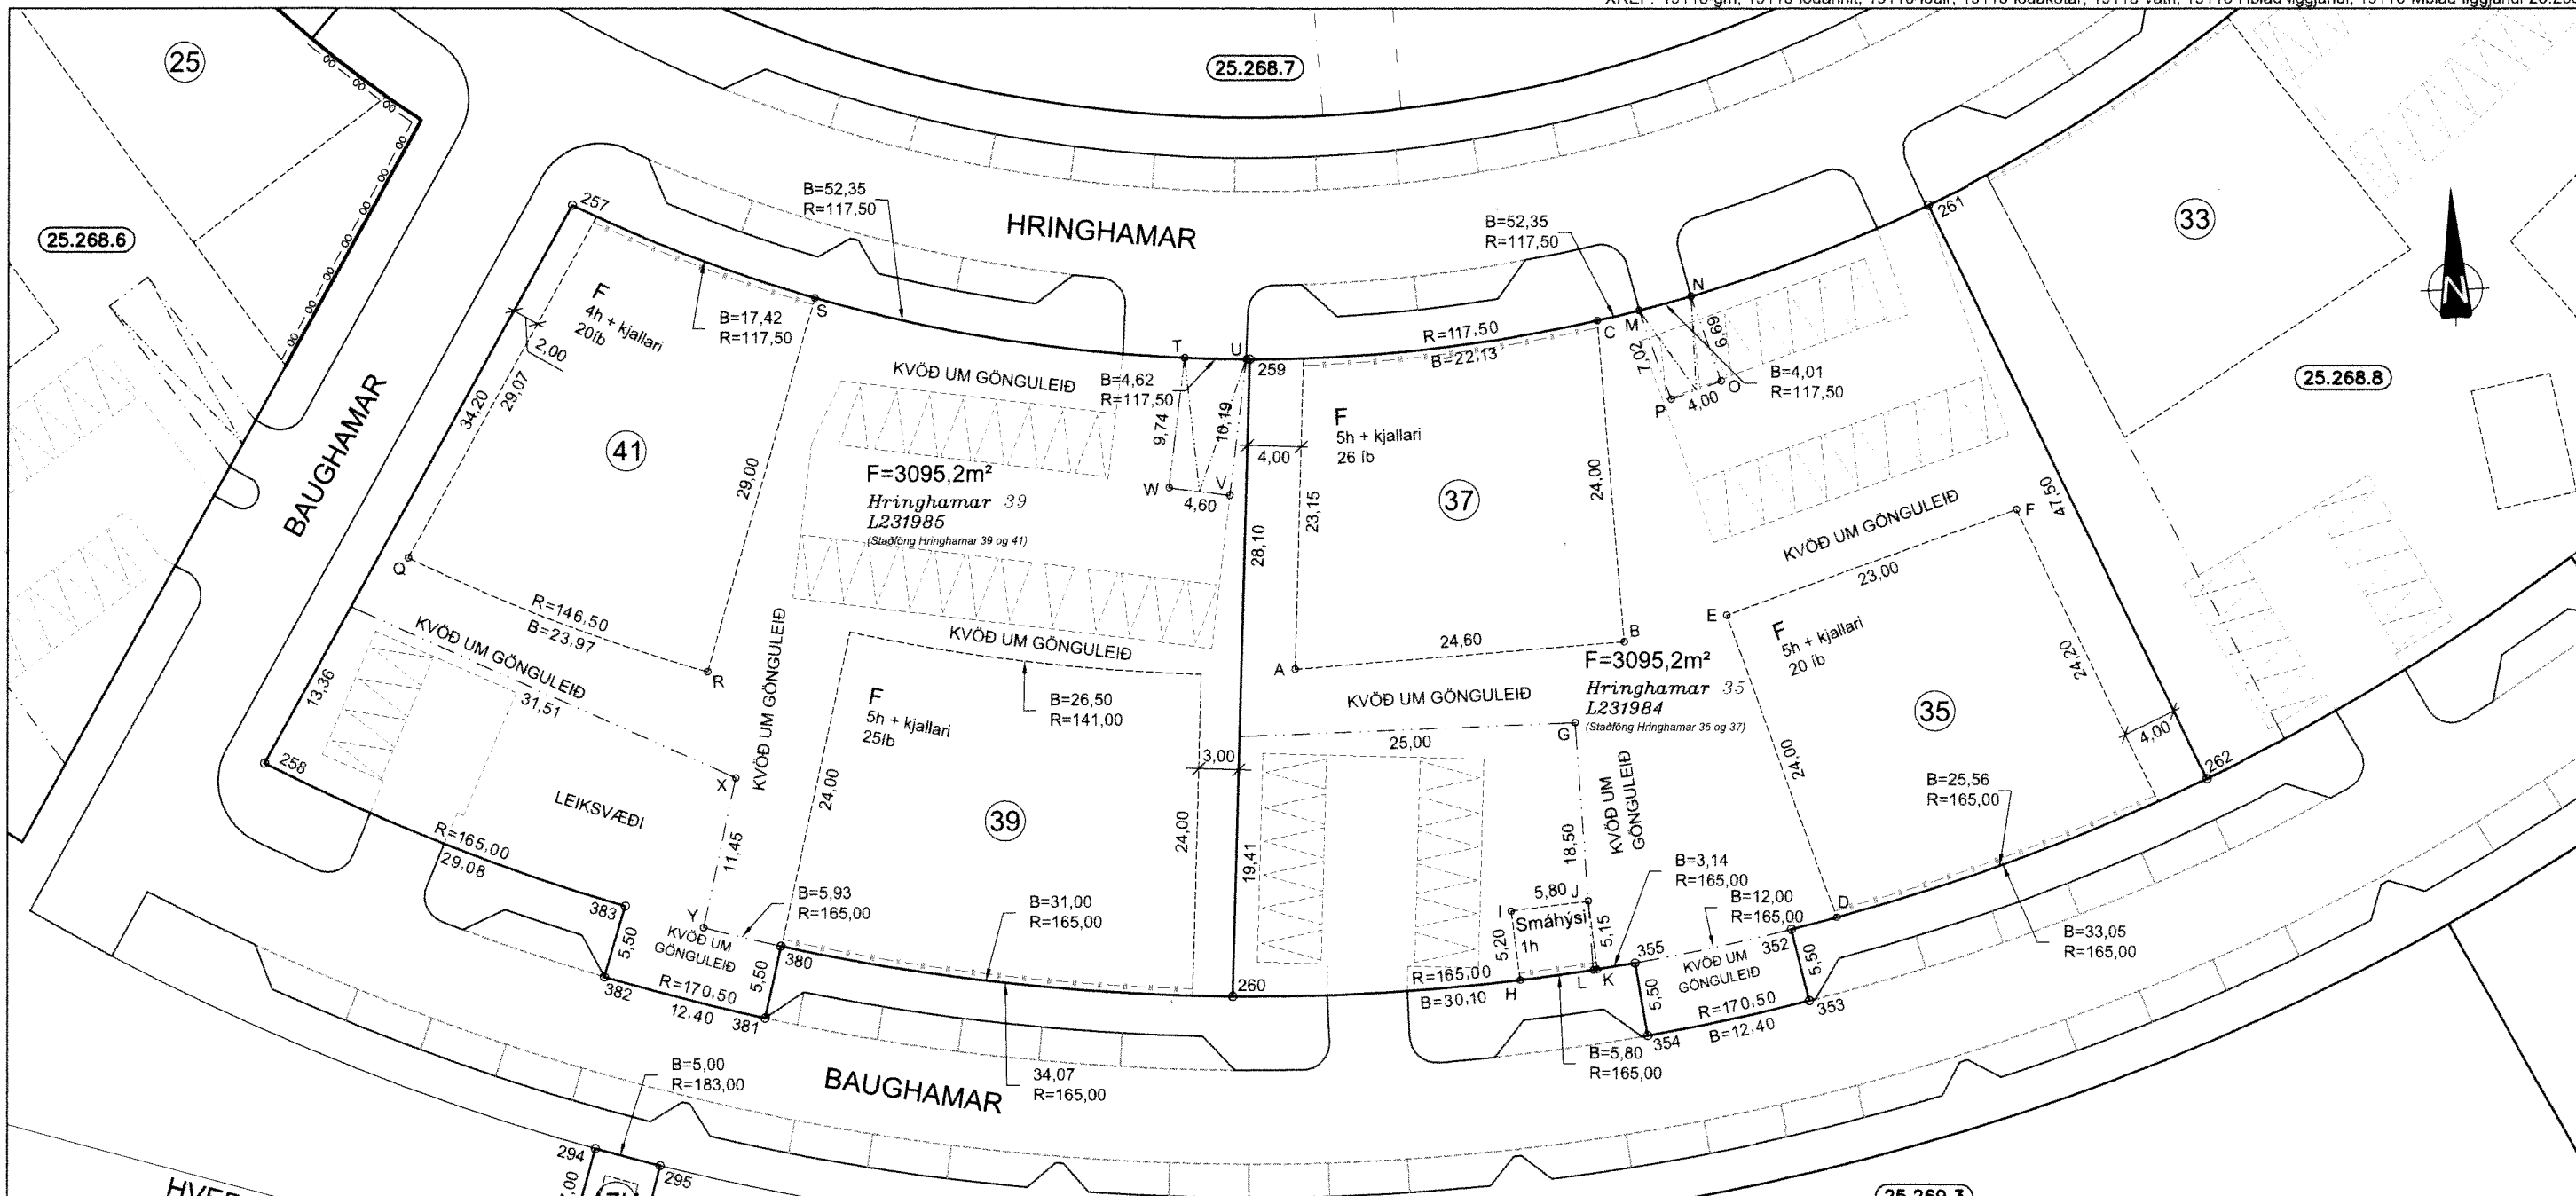 25
25.268.7
25.268.6
257
B=52,35
R=117,50
HRINGHAMAR
B=52,35
R=117,50
261
33
N
25.268.8
F
4h + kjallari
20íb
2,00
B=17,42
R=117,50
S
T
U
259
R=117,50
B=22,13
C
M
N
7,02
6,69
P
4,00
O
B=4,01
R=117,50
BAUGHAMAR
34,20
29,07
41
29,00
KVÖÐ UM GÖNGULEIÐ
B=4,62
R=117,50
9,74
10,19
W
V
4,60
4,00
F
5h + kjallari
26 íb
37
24,00
23,15
28,10
F=3095,2m²
Hringhamar 39
L231985
(Staðföng Hringhamar 39 og 41)
47,50
KVÖÐ UM GÖNGULEIÐ
F
23,00
E
Q
R=146,50
B=23,97
R
KVÖÐ UM GÖNGULEIÐ
31,51
13,36
258
KVÖÐ UM GÖNGULEIÐ
KVÖÐ UM GÖNGULEIÐ
B=26,50
R=141,00
F
5h + kjallari
25íb
24,60
A
B
F=3095,2m²
Hringhamar 35
L231984
(Staðföng Hringhamar 35 og 37)
KVÖÐ UM GÖNGULEIÐ
G
25,00
F
5h + kjallari
20 íb
24,20
35
4,00
262
24,00
B=25,56
R=165,00
X
LEIKSVÆÐI
11,45
24,00
39
3,00
24,00
19,41
18,50
KVÖÐ UM
GÖNGULEIÐ
R=165,00
29,08
383
Y
B=5,93
R=165,00
KVÖÐ UM
GÖNGULEIÐ
5,50
382
R=170,50
12,40
381
5,50
380
B=31,00
R=165,00
260
R=165,00
B=30,10
5,80
J
I
Smáhýsi
1h
5,20
5,15
H
L
K
B=3,14
R=165,00
355
B=12,00
R=165,00
352
D
KVÖÐ UM
GÖNGULEIÐ
5,50
5,50
R=170,50
B=12,40
354
353
B=33,05
R=165,00
B=5,80
R=165,00
34,07
R=165,00
BAUGHAMAR
B=5,00
R=183,00
294
295